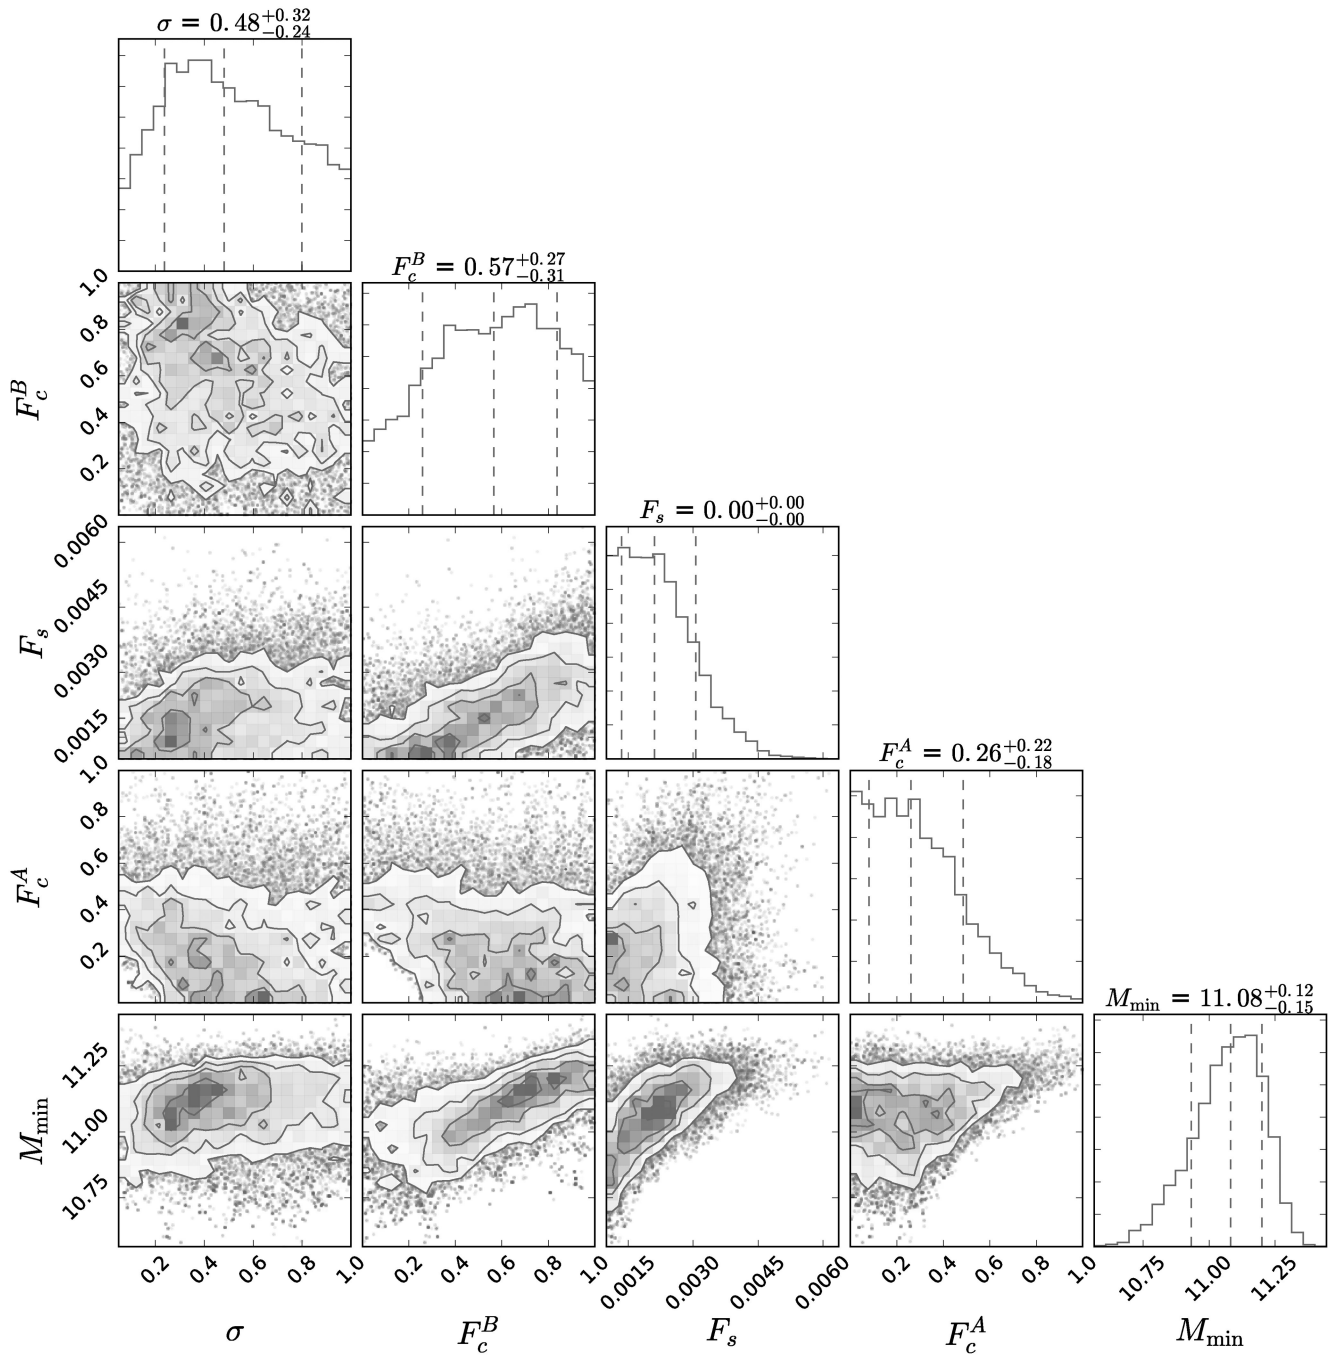 σ = 0.48+0.32 −0.24
F_c^B = 0.57+0.27 −0.31
1.0
0.8
0.6
0.4
0.2
F_c^B
F_s = 0.00+0.00 −0.00
0.0060
0.0045
0.0030
0.0015
F_s
F_c^A = 0.26+0.22 −0.18
1.0
0.8
0.6
0.4
0.2
F_c^A
M_min = 11.08+0.12 −0.15
11.25
11.00
10.75
M_min
0.2 0.4 0.6 0.8 1.0 0.2 0.4 0.6 0.8 1.0 0.0015 0.0030 0.0045 0.0060 0.2 0.4 0.6 0.8 1.0 10.75 11.00 11.25
σ F_c^B F_s F_c^A M_min